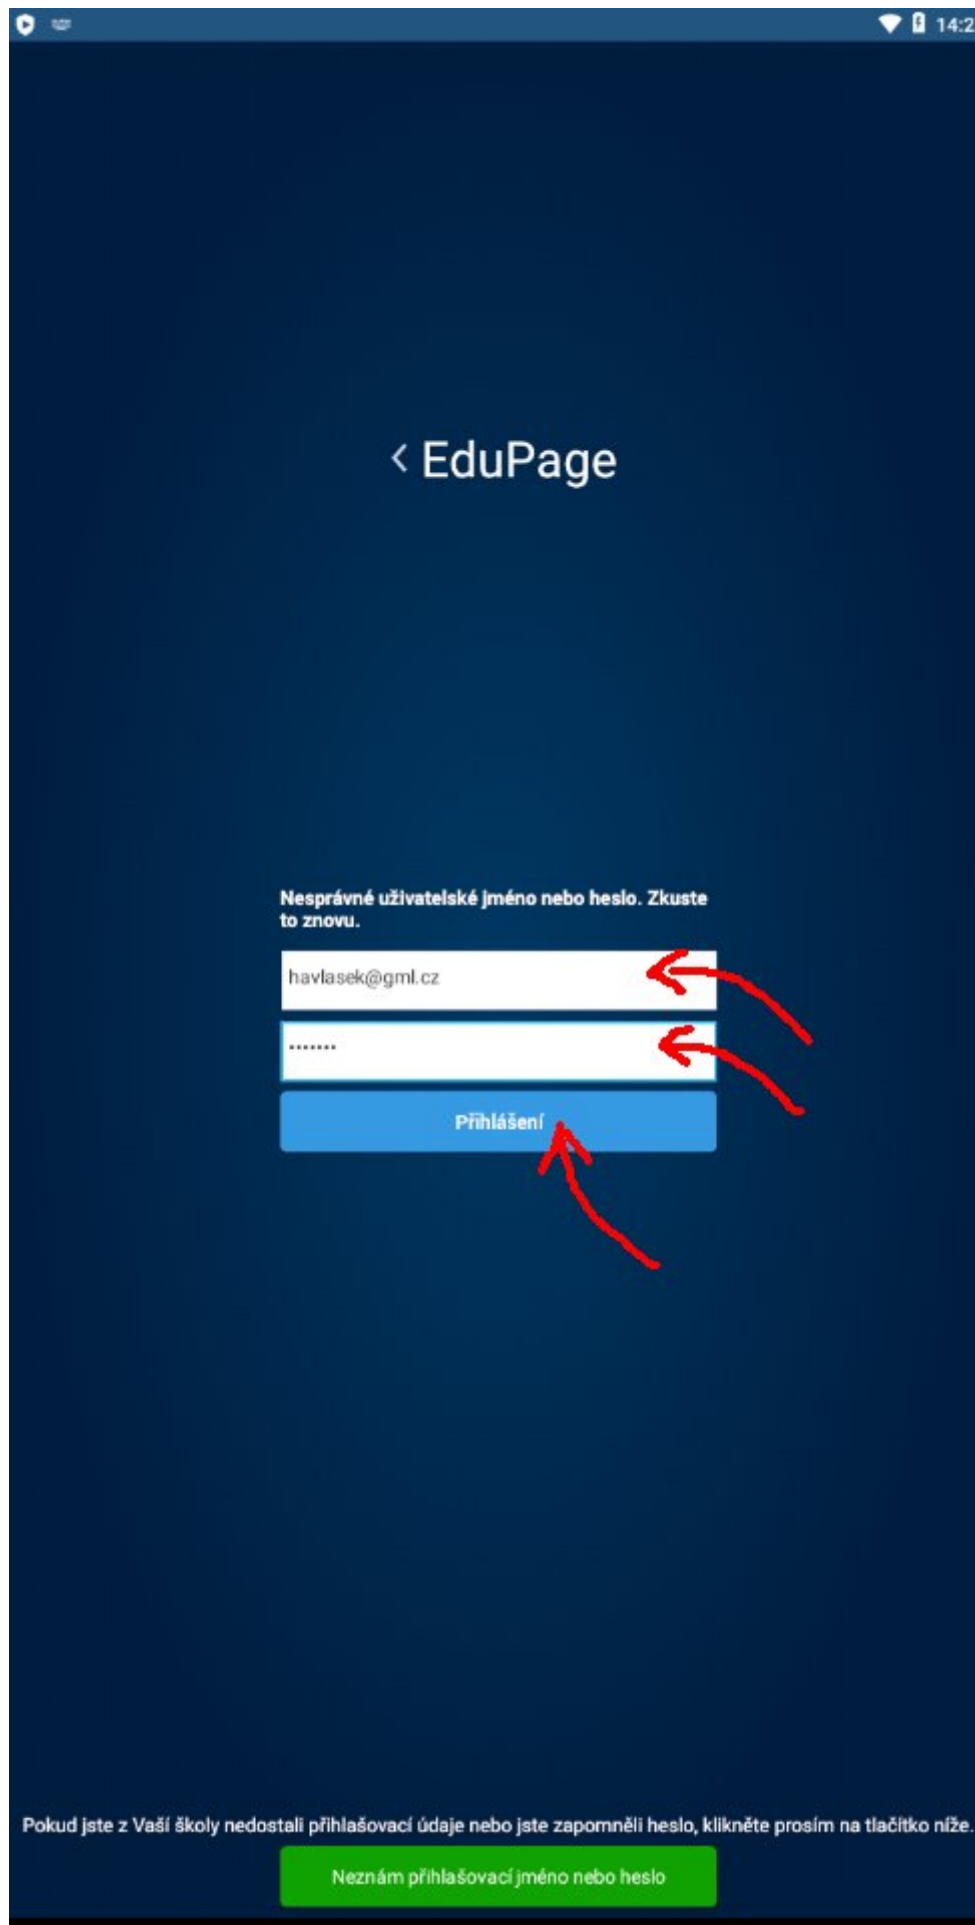 14:2
< EduPage
Nesprávné uživatelské jméno nebo heslo. Zkuste
to znovu.
havlasek@gml.cz
•••••••
Přihlášení
Pokud jste z Vaší školy nedostali přihlašovací údaje nebo jste zapomněli heslo, klikněte prosím na tlačítko níže.
Neznám přihlašovací jméno nebo heslo